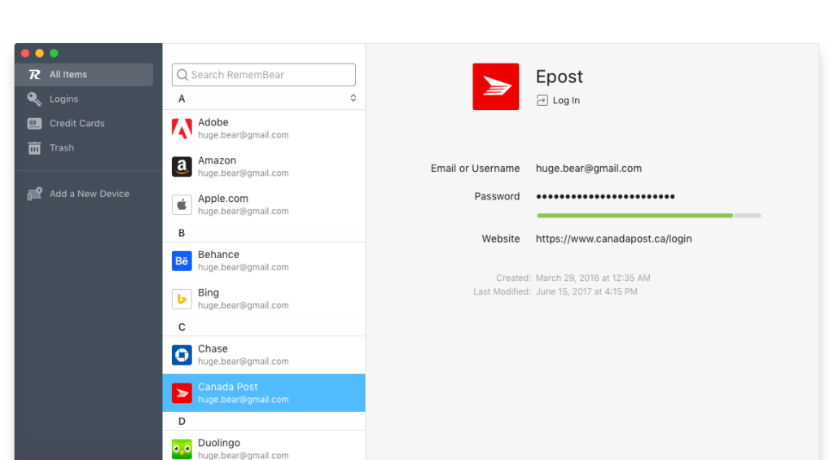 All Items
Logins
Credit Cards
Trash
Add a New Device
Search RememBear
A
Adobe
huge.bear@gmail.com
a
Amazon
huge.bear@gmail.com
Apple.com
huge.bear@gmail.com
B
Bē
Behance
huge.bear@gmail.com
Bing
huge.bear@gmail.com
C
Chase
huge.bear@gmail.com
Canada Post
huge.bear@gmail.com
D
Duolingo
huge.bear@gmail.com
Epost
Log In
Email or Username huge.bear@gmail.com
Password ••••••••••••••••••••••••
Website https://www.canadapost.ca/login
Created: March 29, 2016 at 12:35 AM
Last Modified: June 15, 2017 at 4:15 PM